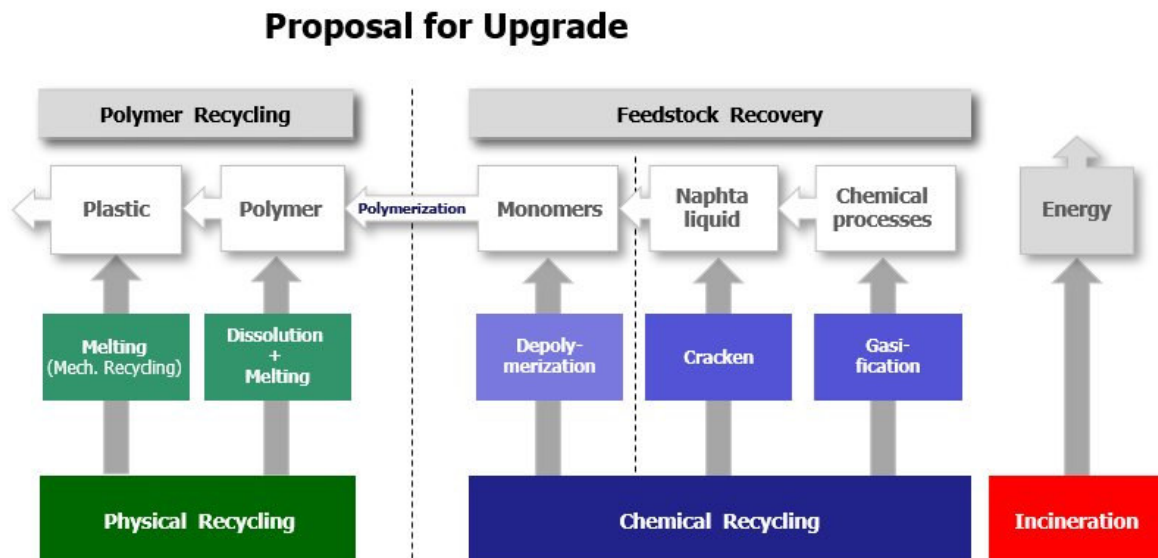 Proposal for Upgrade
Polymer Recycling
Feedstock Recovery
Plastic
Polymer
Polymerization
Monomers
Naphta
liquid
Chemical
processes
Energy
Melting
(Mech. Recycling)
Dissolution
+
Melting
Depoly-
merization
Cracken
Gasi-
fication
Physical Recycling
Chemical Recycling
Incineration